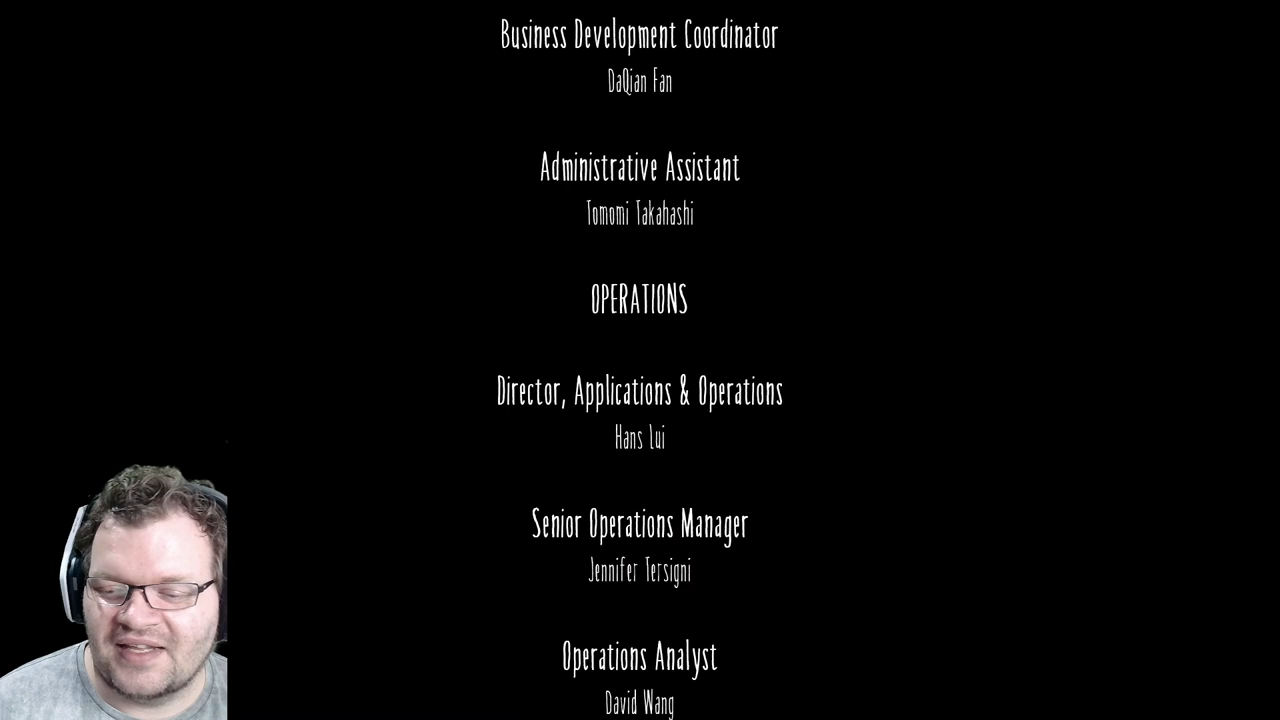 Business Development Coordinator
DaQian Fan
Administrative Assistant
Tomomi Takahashi
OPERATIONS
Director, Applications & Operations
Hans Lui
Senior Operations Manager
Jennifer Tersigni
Operations Analyst
David Wang